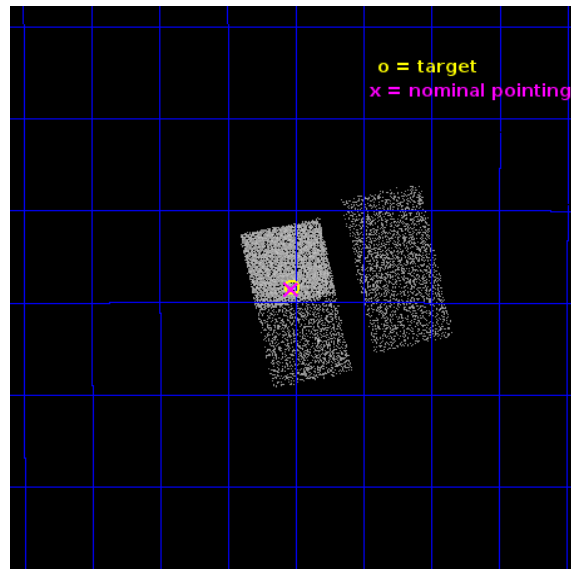 o = target
x = nominal pointing